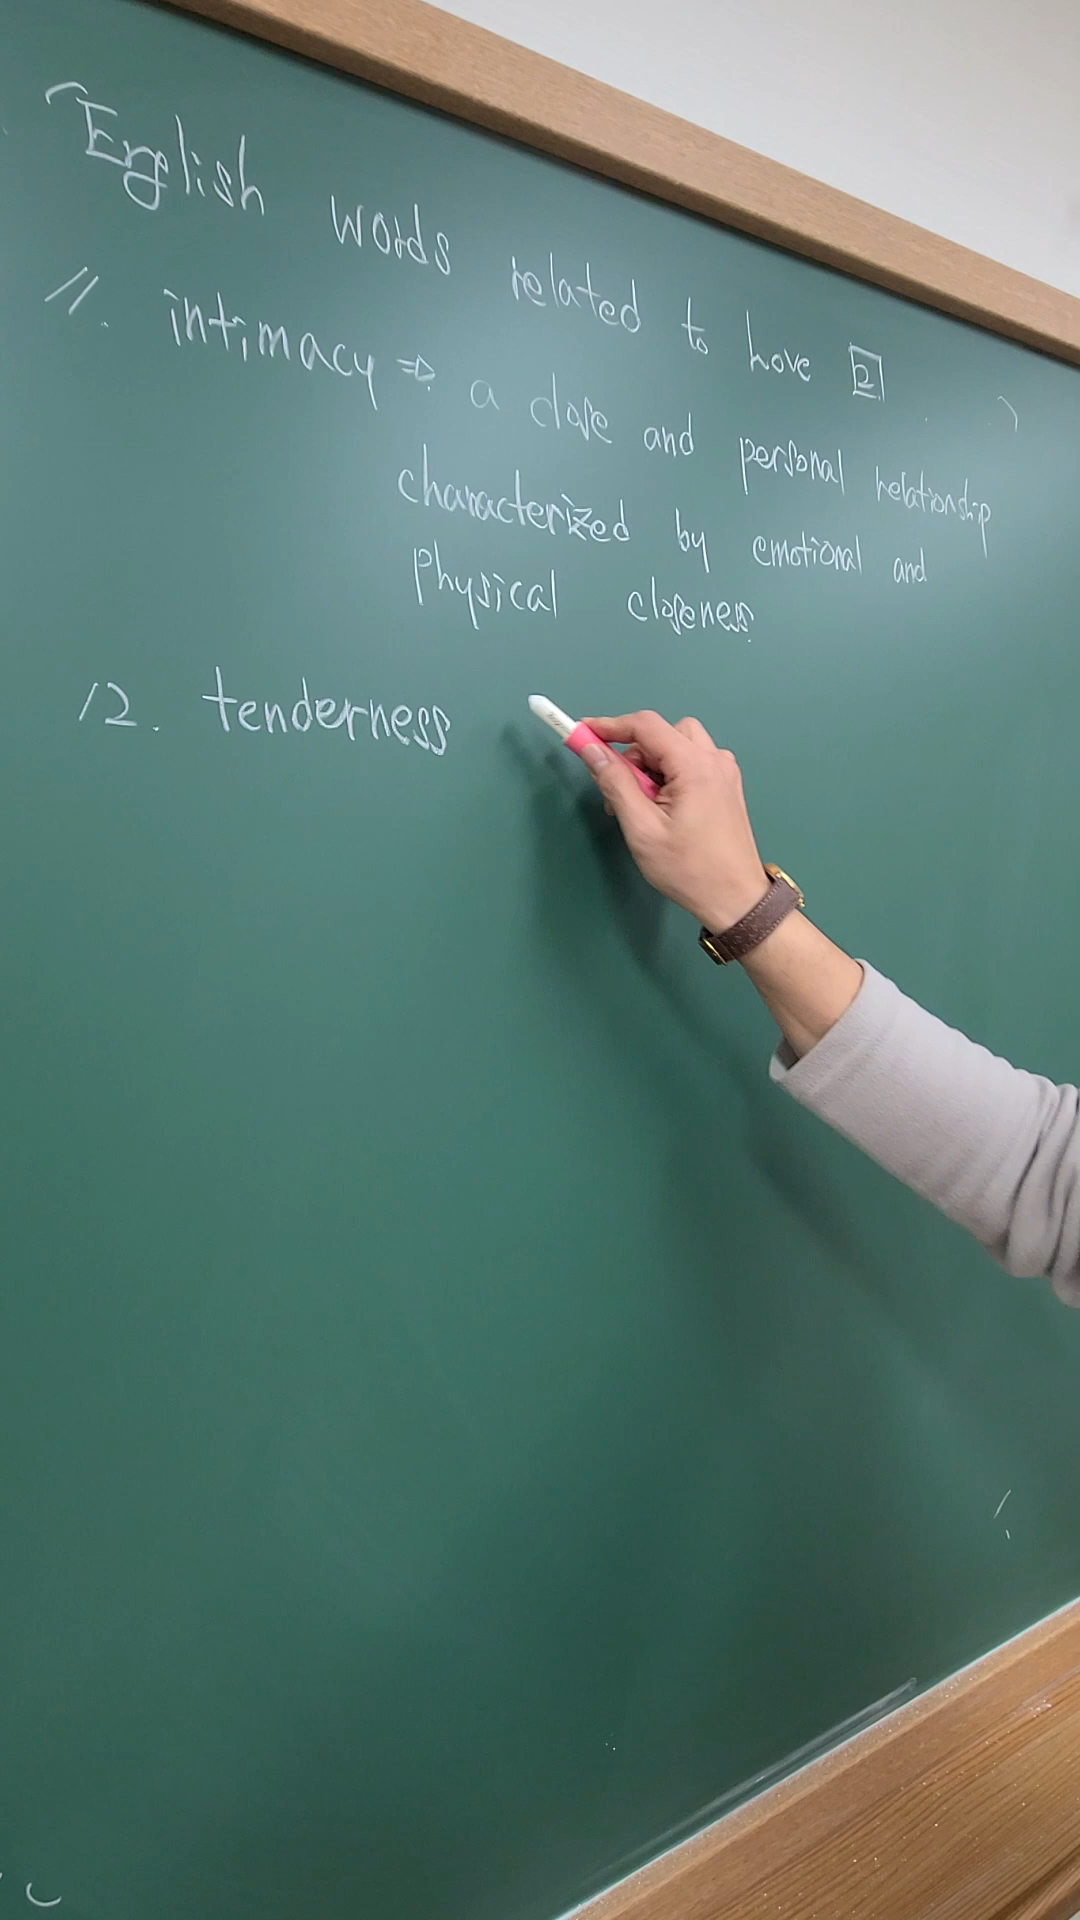 English words related to love 2
11. intimacy ⇒ a close and personal relationship
characterized by emotional and
physical closeness.
12. tenderness